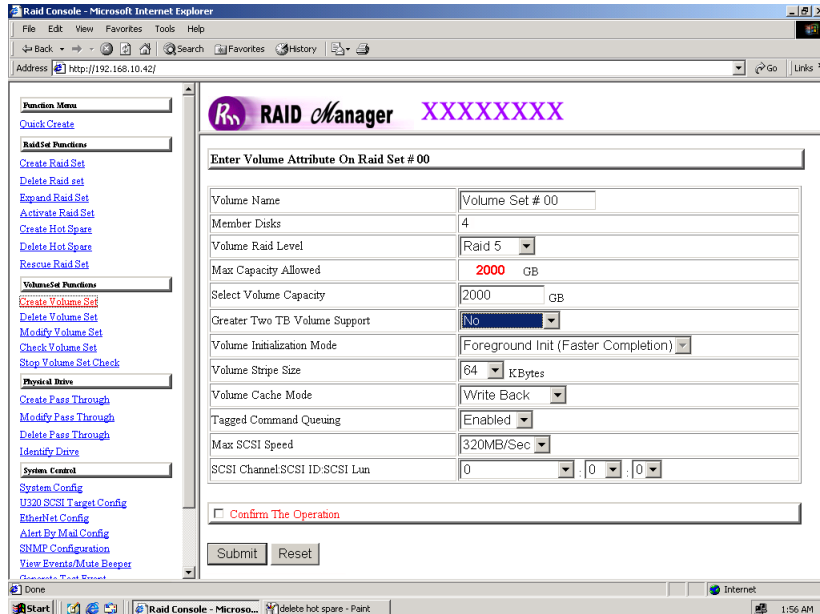 Raid Console - Microsoft Internet Explorer
File Edit View Favorites Tools Help
Back Search Favorites History
Address http://192.168.10.42/ Go Links
Function Menu
Quick Create
RaidSet Functions
Create Raid Set
Delete Raid set
Expand Raid Set
Activate Raid Set
Create Hot Spare
Delete Hot Spare
Rescue Raid Set
VolumeSet Functions
Create Volume Set
Delete Volume Set
Modify Volume Set
Check Volume Set
Stop Volume Set Check
Physical Drive
Create Pass Through
Modify Pass Through
Delete Pass Through
Identify Drive
System Control
System Config
U320 SCSI Target Config
EtherNet Config
Alert By Mail Config
SNMP Configuration
View Events/Mute Beeper
Generate Test Event
RAID Manager XXXXXXXX
Enter Volume Attribute On Raid Set # 00
Volume Name Volume Set # 00
Member Disks 4
Volume Raid Level Raid 5
Max Capacity Allowed 2000 GB
Select Volume Capacity 2000 GB
Greater Two TB Volume Support No
Volume Initialization Mode Foreground Init (Faster Completion)
Volume Stripe Size 64 KBytes
Volume Cache Mode Write Back
Tagged Command Queuing Enabled
Max SCSI Speed 320MB/Sec
SCSI Channel:SCSI ID:SCSI Lun 0 : 0 : 0
Confirm The Operation
Submit Reset
Done Internet
Start Raid Console - Microso... delete hot spare - Paint 1:56 AM